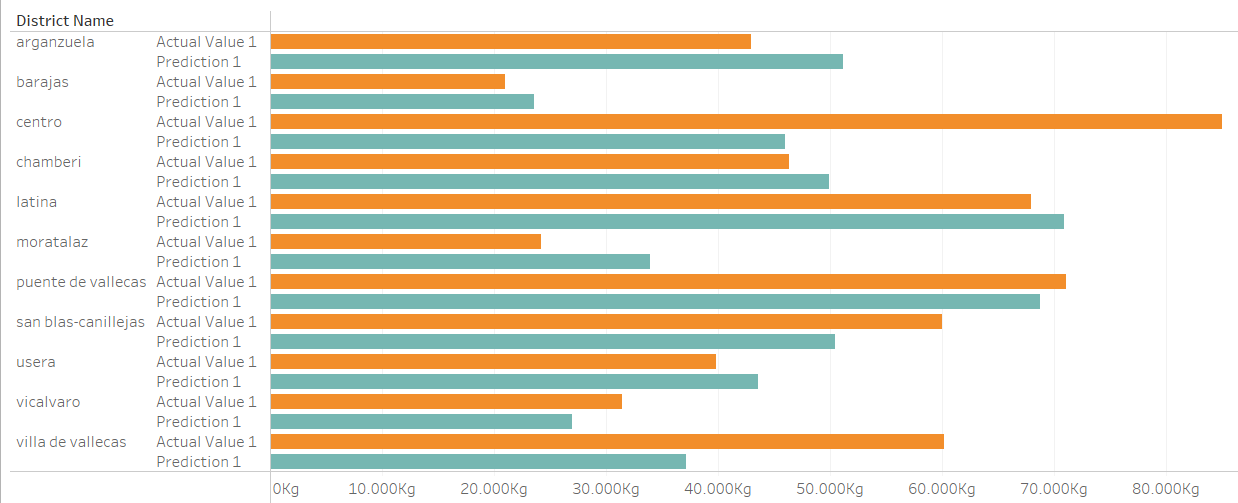 District Name
arganzuela Actual Value 1
Prediction 1
barajas Actual Value 1
Prediction 1
centro Actual Value 1
Prediction 1
chamberi Actual Value 1
Prediction 1
latina Actual Value 1
Prediction 1
moratalaz Actual Value 1
Prediction 1
puente de vallecas Actual Value 1
Prediction 1
san blas-canillejas Actual Value 1
Prediction 1
usera Actual Value 1
Prediction 1
vicalvaro Actual Value 1
Prediction 1
villa de vallecas Actual Value 1
Prediction 1
0Kg 10.000Kg 20.000Kg 30.000Kg 40.000Kg 50.000Kg 60.000Kg 70.000Kg 80.000Kg